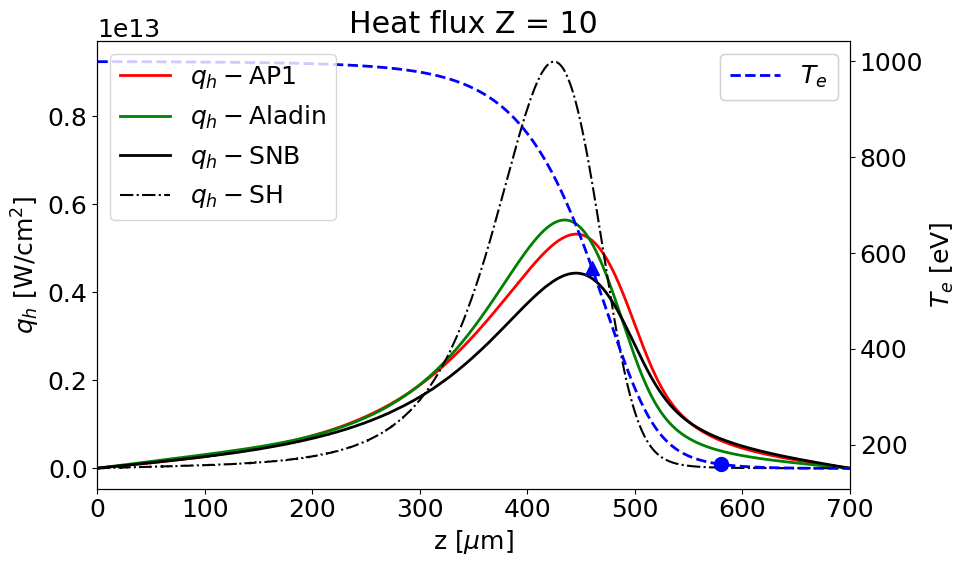 Heat flux Z = 10
1e13
q_h − AP1
q_h − Aladin
q_h − SNB
q_h − SH
T_e
q_h [W/cm²]
0.8
0.6
0.4
0.2
0.0
1000
800
600
400
200
T_e [eV]
0 100 200 300 400 500 600 700
z [μm]